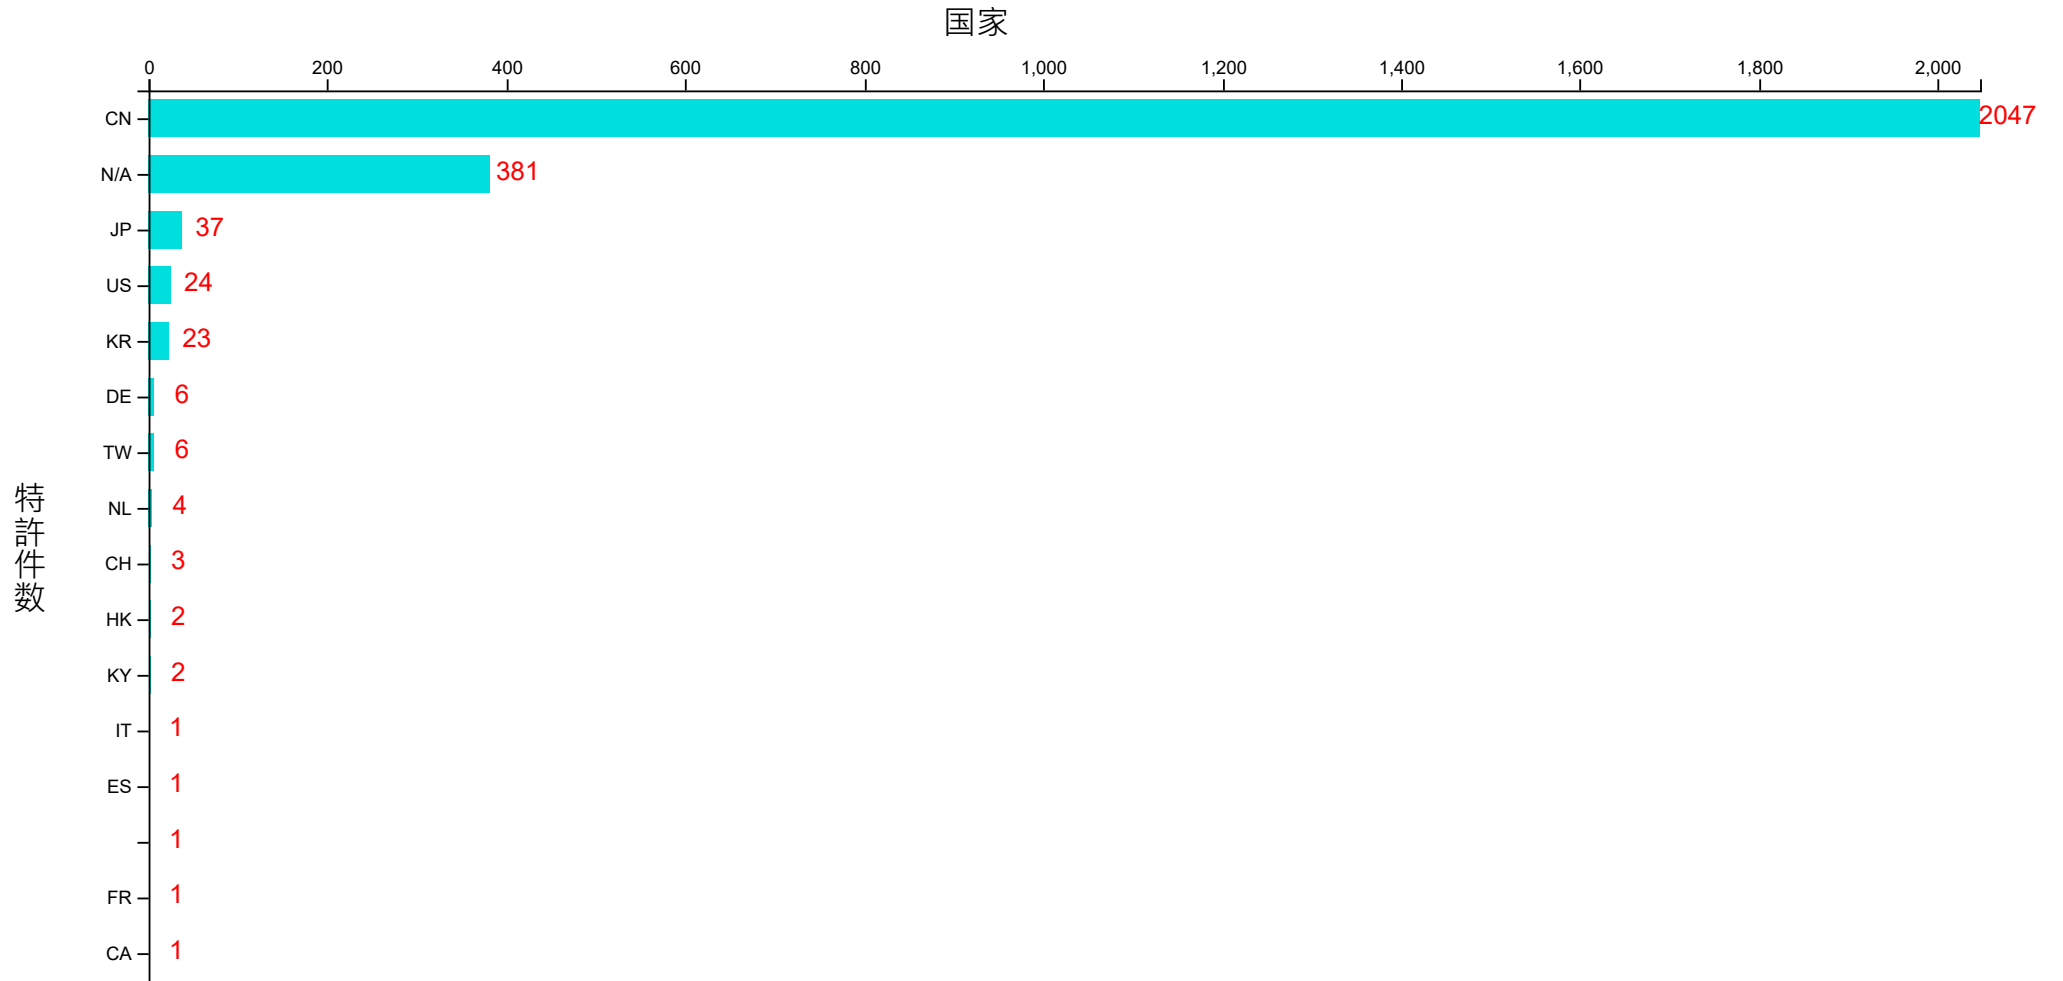 国家
0 200 400 600 800 1,000 1,200 1,400 1,600 1,800 2,000
CN 2047
N/A 381
JP 37
US 24
KR 23
DE 6
TW 6
NL 4
CH 3
HK 2
KY 2
IT 1
ES 1
1
FR 1
CA 1
特許件数